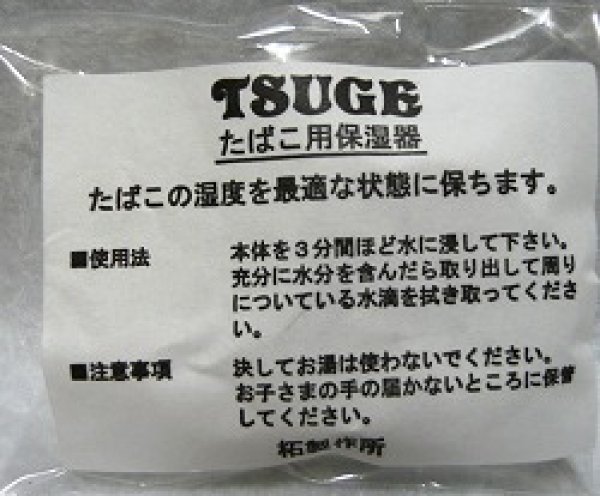 TSUGE
たばこ用保湿器
たばこの湿度を最適な状態に保ちます。
■使用法 本体を3分間ほど水に浸して下さい。
充分に水分を含んだら取り出して周り
についている水滴を拭き取ってくださ
い。
■注意事項 決してお湯は使わないでください。
お子さまの手の届かないところに保管
してください。
柘製作所